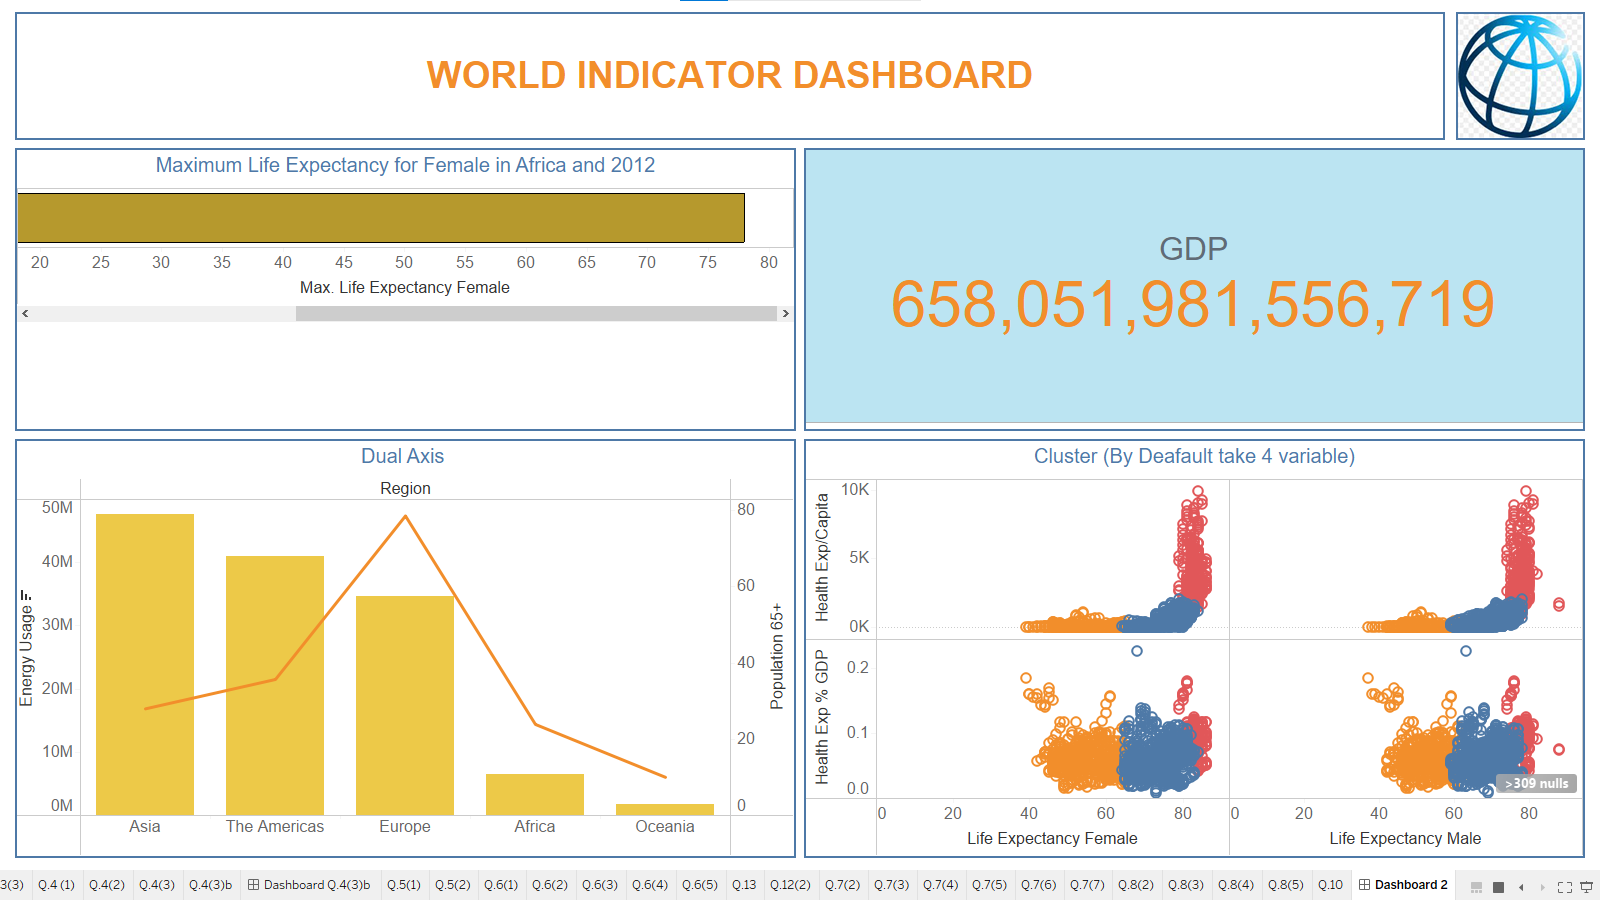 WORLD INDICATOR DASHBOARD
Maximum Life Expectancy for Female in Africa and 2012
20 25 30 35 40 45 50 55 60 65 70 75 80
Max. Life Expectancy Female
GDP
658,051,981,556,719
Dual Axis
Region
50M
40M
30M
20M
10M
0M
Energy Usage
80
60
40
20
0
Population 65+
Asia The Americas Europe Africa Oceania
Cluster (By Deafault take 4 variable)
Health Exp/Capita
10K
5K
0K
Health Exp % GDP
0.2
0.1
0.0
>309 nulls
0 20 40 60 80 0 20 40 60 80
Life Expectancy Female Life Expectancy Male
3(3) Q.4 (1) Q.4(2) Q.4(3) Q.4(3)b Dashboard Q.4(3)b Q.5(1) Q.5(2) Q.6(1) Q.6(2) Q.6(3) Q.6(4) Q.6(5) Q.13 Q.12(2) Q.7(2) Q.7(3) Q.7(4) Q.7(5) Q.7(6) Q.7(7) Q.8(2) Q.8(3) Q.8(4) Q.8(5) Q.10 Dashboard 2